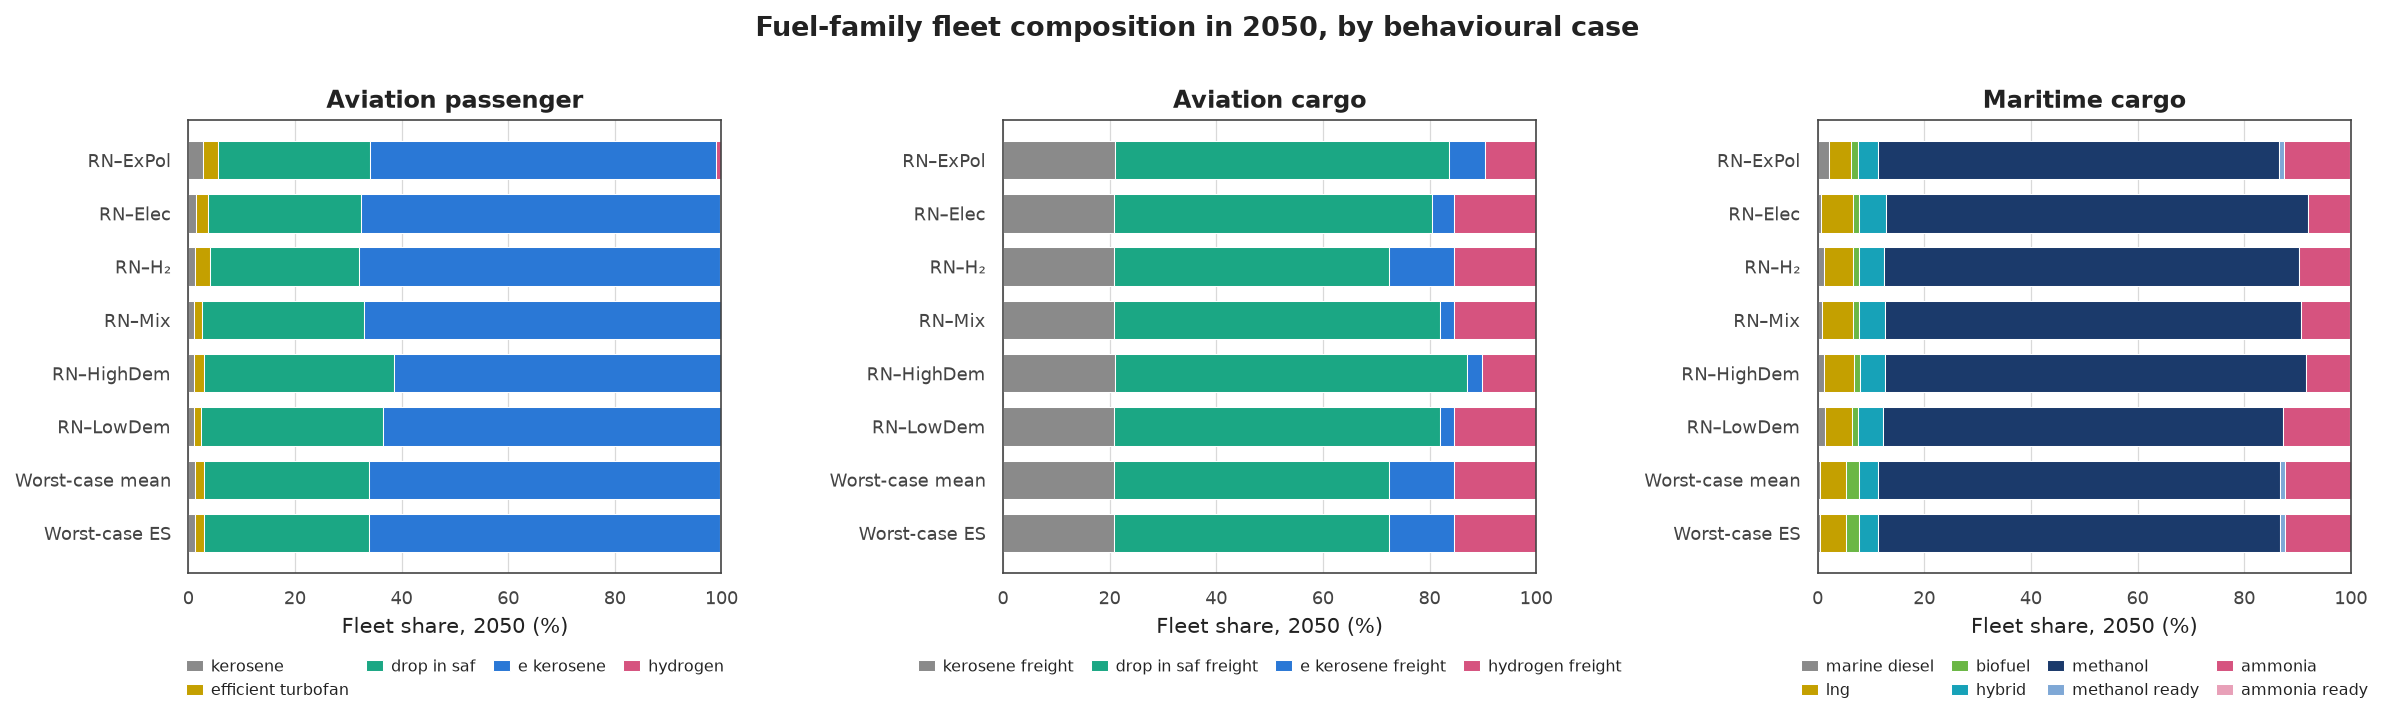 Fuel-family fleet composition in 2050, by behavioural case
Aviation passenger
RN–ExPol
RN–Elec
RN–H₂
RN–Mix
RN–HighDem
RN–LowDem
Worst-case mean
Worst-case ES
0 20 40 60 80 100
Fleet share, 2050 (%)
kerosene drop in saf e kerosene hydrogen
efficient turbofan
Aviation cargo
RN–ExPol
RN–Elec
RN–H₂
RN–Mix
RN–HighDem
RN–LowDem
Worst-case mean
Worst-case ES
0 20 40 60 80 100
Fleet share, 2050 (%)
kerosene freight drop in saf freight e kerosene freight hydrogen freight
Maritime cargo
RN–ExPol
RN–Elec
RN–H₂
RN–Mix
RN–HighDem
RN–LowDem
Worst-case mean
Worst-case ES
0 20 40 60 80 100
Fleet share, 2050 (%)
marine diesel biofuel methanol ammonia
lng hybrid methanol ready ammonia ready